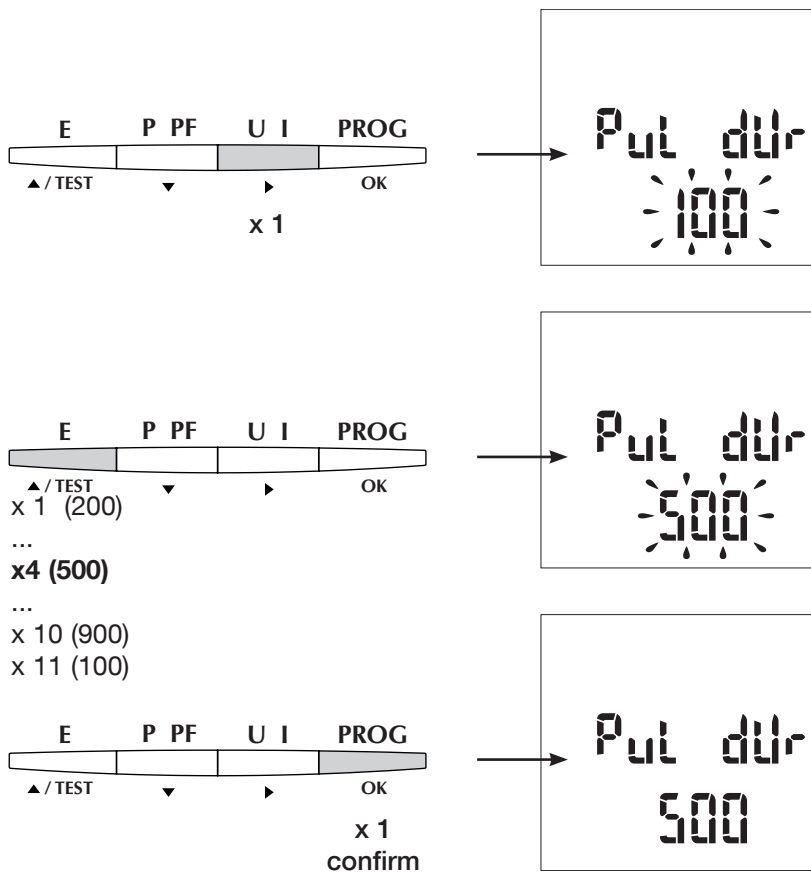 E P PF U I PROG
▲ / TEST ▼ ▶ OK
x 1
PuL dUr
100
E P PF U I PROG
▲ / TEST ▼ ▶ OK
x 1 (200)
...
x4 (500)
...
x 10 (900)
x 11 (100)
PuL dUr
500
E P PF U I PROG
▲ / TEST ▼ ▶ OK
x 1
confirm
PuL dUr
500